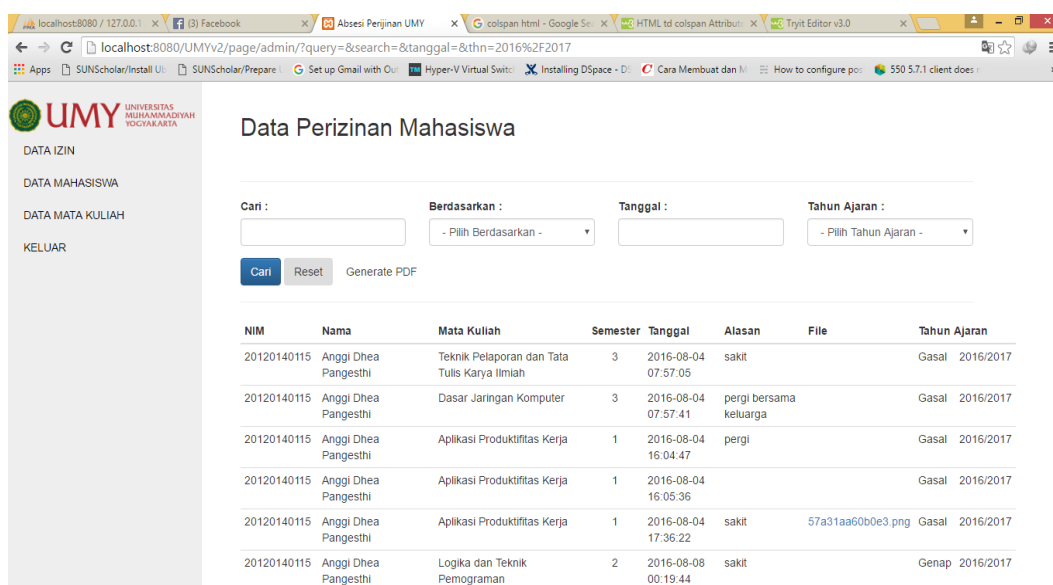 localhost:8080 / 127.0.0.1
(3) Facebook
Absesi Perijinan UMY
colspan html - Google Se
HTML td colspan Attribut
Tryit Editor v3.0
localhost:8080/UMYv2/page/admin/?query=&search=&tanggal=&thn=2016%2F2017
Apps SUNScholar/Install SUNScholar/Prepare Set up Gmail with Out Hyper-V Virtual Switc Installing DSpace - D Cara Membuat dan How to configure pos 550 5.7.1 client does
UMY
UNIVERSITAS
MUHAMMADIYAH
YOGYAKARTA
DATA IZIN
DATA MAHASISWA
DATA MATA KULIAH
KELUAR
Data Perizinan Mahasiswa
Cari : Berdasarkan : Tanggal : Tahun Ajaran :
- Pilih Berdasarkan - - Pilih Tahun Ajaran -
Cari Reset Generate PDF
NIM Nama Mata Kuliah Semester Tanggal Alasan File Tahun Ajaran
20120140115 Anggi Dhea Teknik Pelaporan dan Tata 3 2016-08-04 sakit Gasal 2016/2017
Pangesthi Tulis Karya Ilmiah 07:57:05
20120140115 Anggi Dhea Dasar Jaringan Komputer 3 2016-08-04 pergi bersama Gasal 2016/2017
Pangesthi 07:57:41 keluarga
20120140115 Anggi Dhea Aplikasi Produktifitas Kerja 1 2016-08-04 pergi Gasal 2016/2017
Pangesthi 16:04:47
20120140115 Anggi Dhea Aplikasi Produktifitas Kerja 1 2016-08-04 Gasal 2016/2017
Pangesthi 16:05:36
20120140115 Anggi Dhea Aplikasi Produktifitas Kerja 1 2016-08-04 sakit 57a31aa60b0e3.png Gasal 2016/2017
Pangesthi 17:36:22
20120140115 Anggi Dhea Logika dan Teknik 2 2016-08-08 sakit Genap 2016/2017
Pangesthi Pemograman 00:19:44